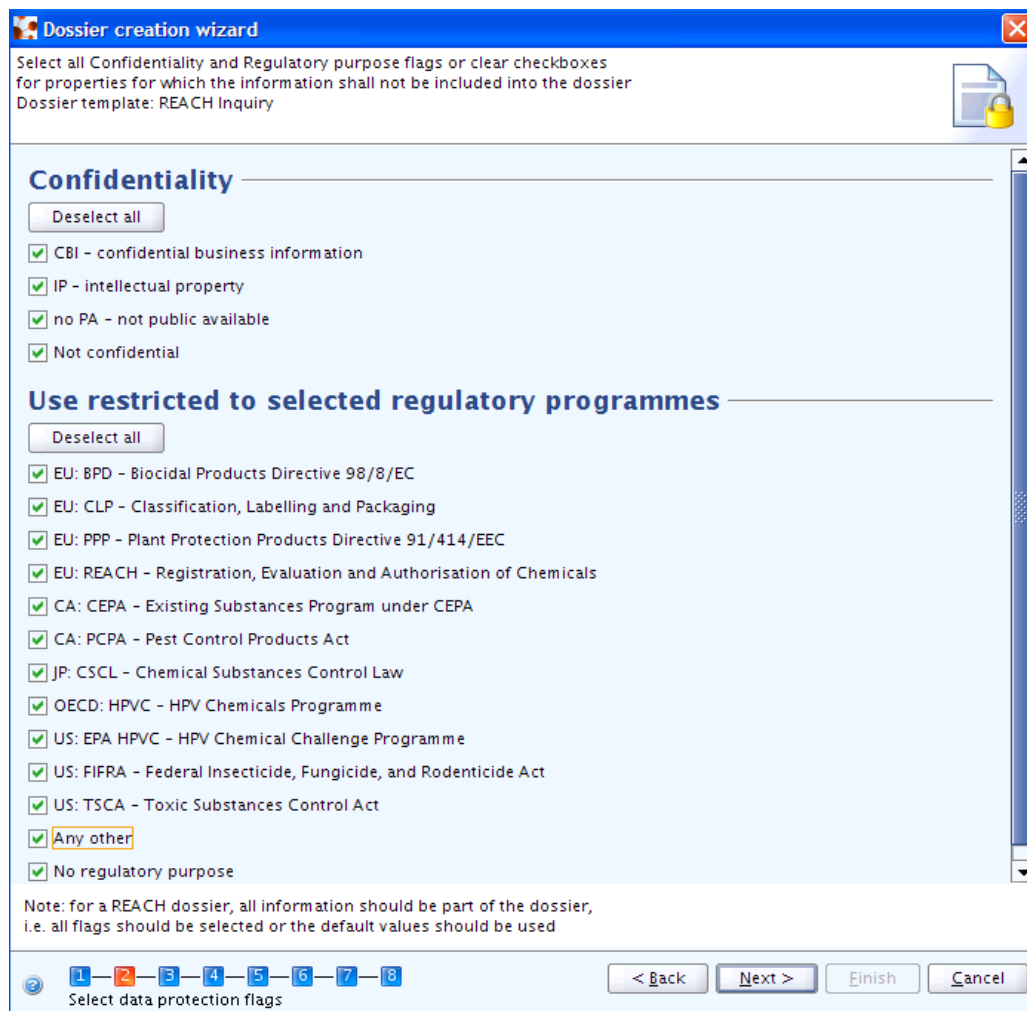 Dossier creation wizard
Select all Confidentiality and Regulatory purpose flags or clear checkboxes
for properties for which the information shall not be included into the dossier
Dossier template: REACH Inquiry
Confidentiality
Deselect all
CBI - confidential business information
IP - intellectual property
no PA - not public available
Not confidential
Use restricted to selected regulatory programmes
Deselect all
EU: BPD - Biocidal Products Directive 98/8/EC
EU: CLP - Classification, Labelling and Packaging
EU: PPP - Plant Protection Products Directive 91/414/EEC
EU: REACH - Registration, Evaluation and Authorisation of Chemicals
CA: CEPA - Existing Substances Program under CEPA
CA: PCPA - Pest Control Products Act
JP: CSCL - Chemical Substances Control Law
OECD: HPVC - HPV Chemicals Programme
US: EPA HPVC - HPV Chemical Challenge Programme
US: FIFRA - Federal Insecticide, Fungicide, and Rodenticide Act
US: TSCA - Toxic Substances Control Act
Any other
No regulatory purpose
Note: for a REACH dossier, all information should be part of the dossier,
i.e. all flags should be selected or the default values should be used
? 1 2 3 4 5 6 7 8 < Back Next > Finish Cancel
Select data protection flags